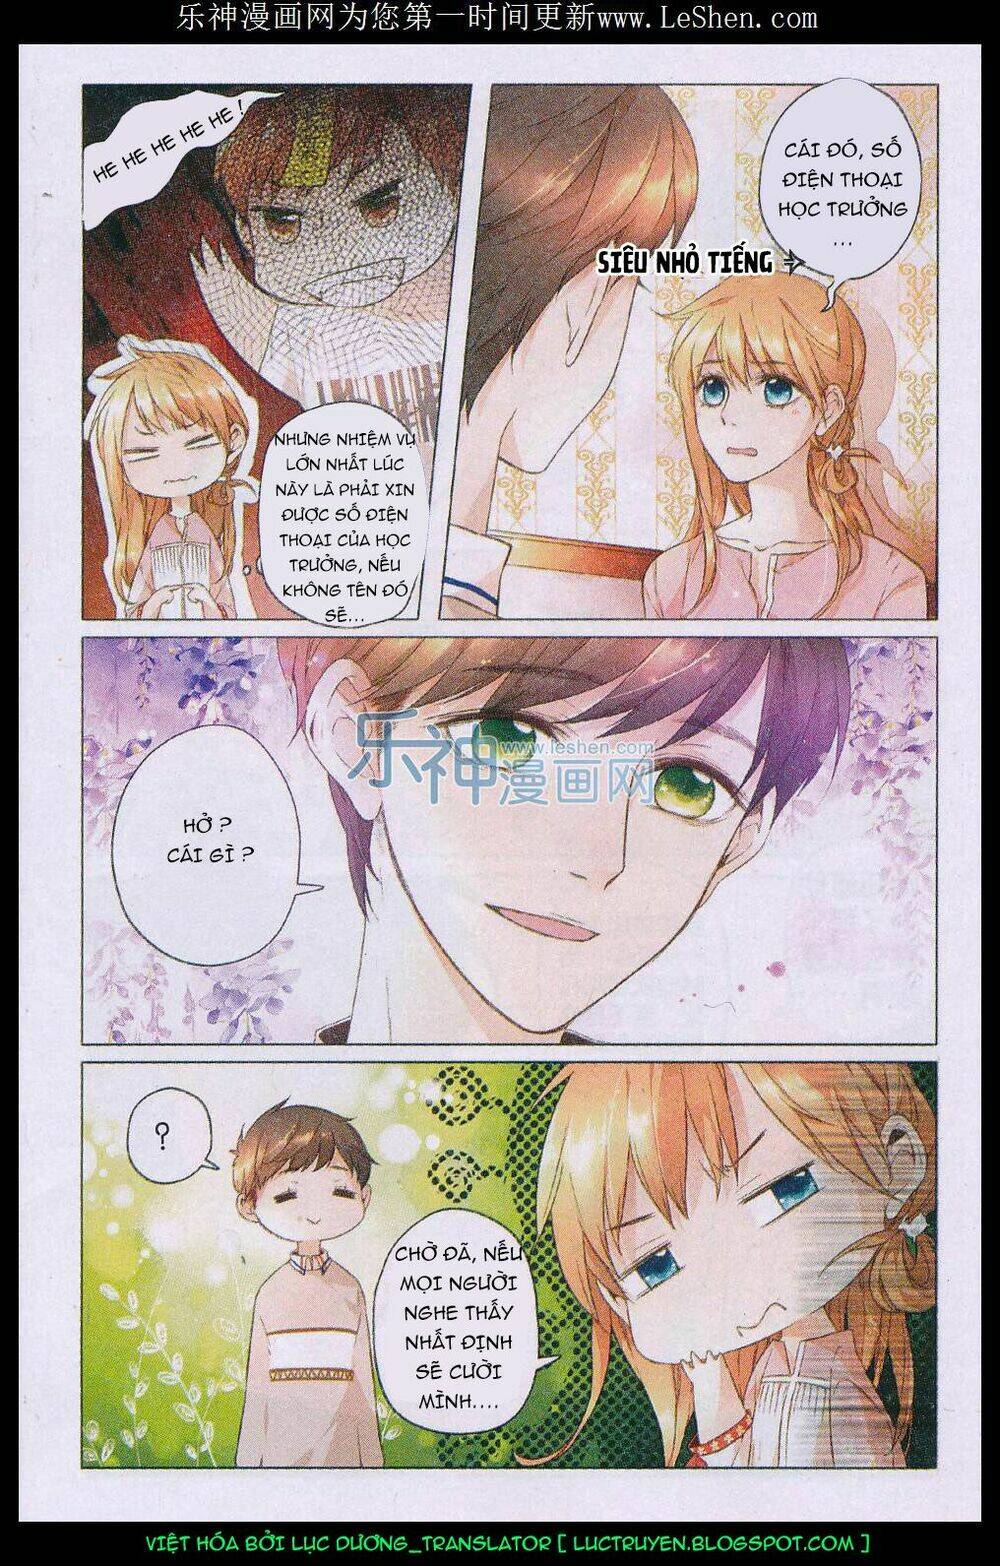 乐神漫画网为您第一时间更新www.LeShen.com
HE HE HE HE HE !
NHƯNG NHIỆM VỤ
LỚN NHẤT LÚC
NÀY LÀ PHẢI XIN
ĐƯỢC SỐ ĐIỆN
THOẠI CỦA HỌC
TRƯỞNG, NẾU
KHÔNG TÊN ĐÓ
SẼ...
CÁI ĐÓ, SỐ
ĐIỆN THOẠI
HỌC TRƯỞNG
...
SIÊU NHỎ TIẾNG
HỞ ?
CÁI GÌ ?
乐神漫画网
www.leshen.com
?
CHỜ ĐÃ, NẾU
MỌI NGƯỜI
NGHE THẤY
NHẤT ĐỊNH
SẼ CƯỜI
MÌNH....
VIỆT HÓA BỞI LỤC DƯƠNG_TRANSLATOR [ LUCTRUYEN.BLOGSPOT.COM]